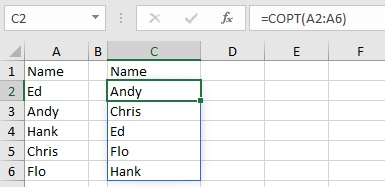 C2 fx =COPT(A2:A6)
A B C D E F
1 Name Name
2 Ed Andy
3 Andy Chris
4 Hank Ed
5 Chris Flo
6 Flo Hank